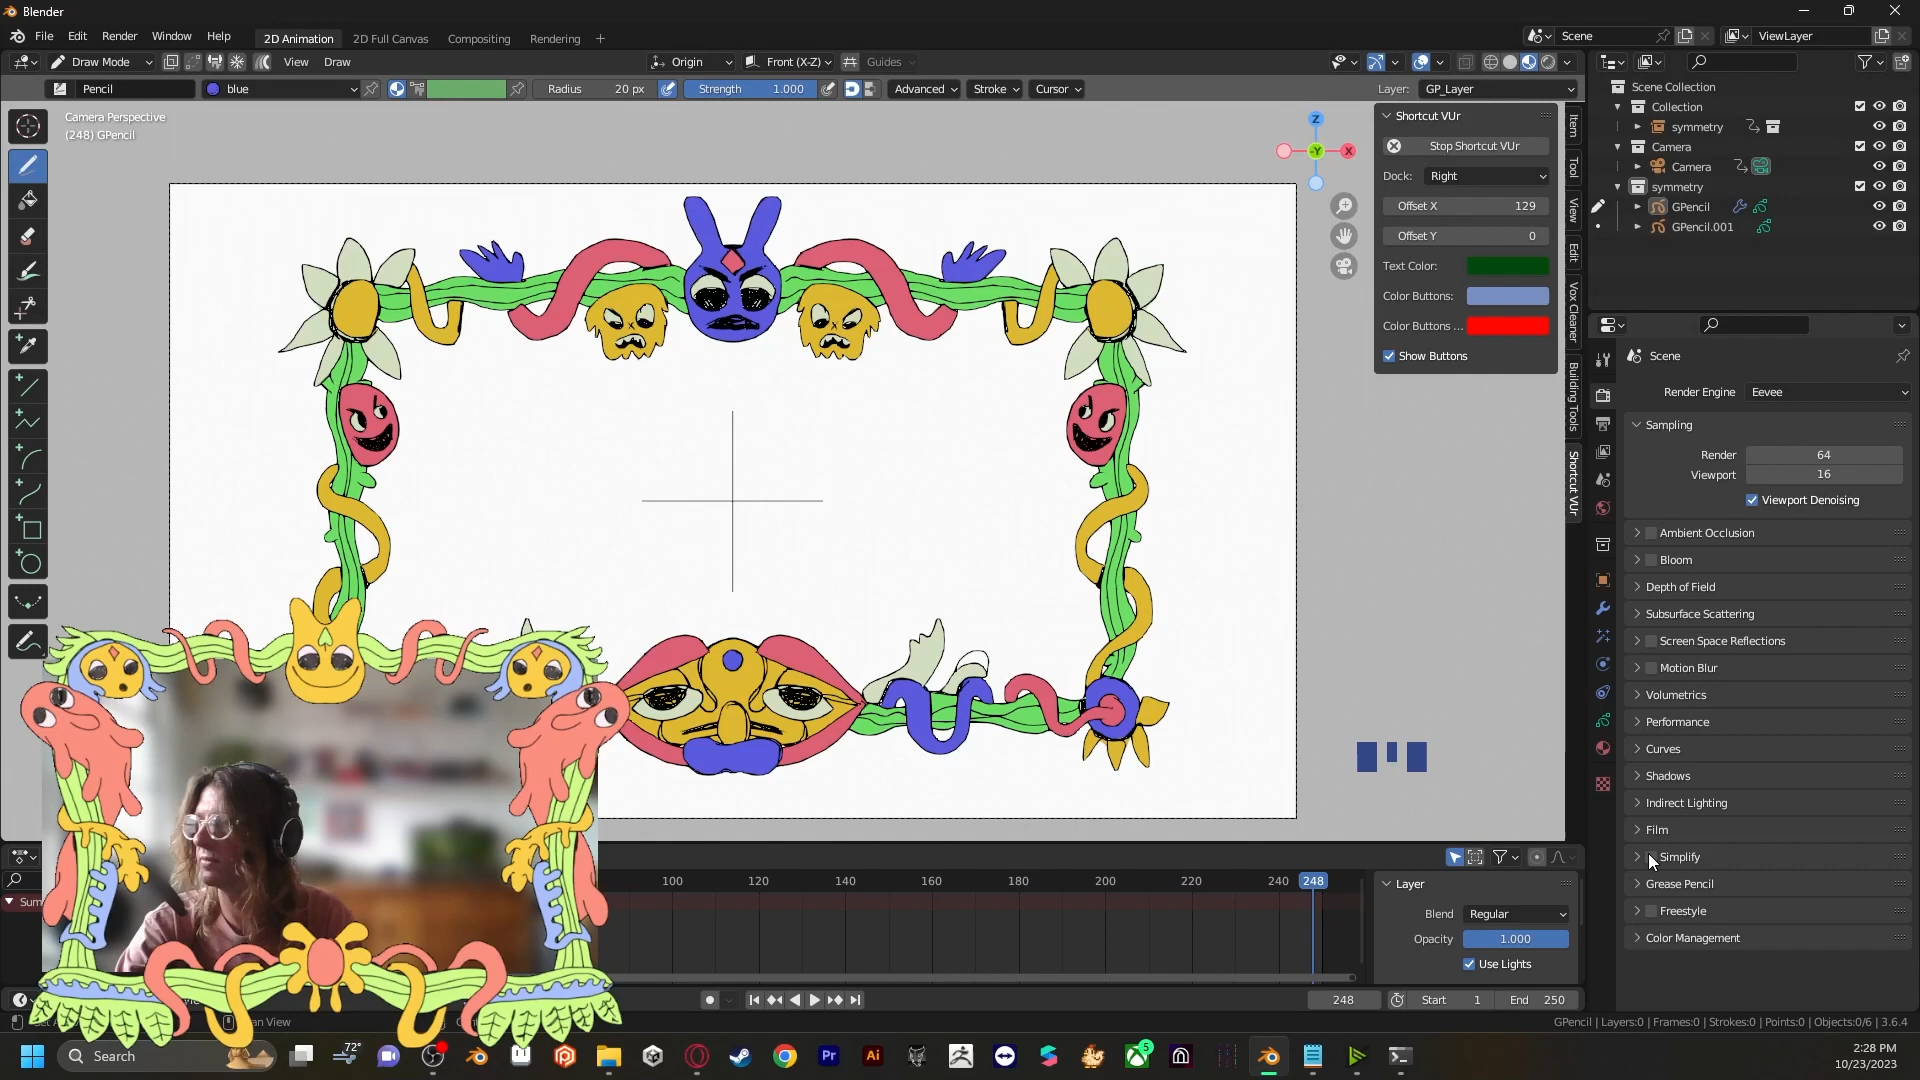 Blender
File Edit Render Window Help 2D Animation 2D Full Canvas Compositing Rendering + Scene ViewLayer
Draw Mode View Draw Origin Front (X-Z) Guides
Pencil blue Radius 20 px Strength 1.000 Advanced Stroke Cursor Layer: GP_Layer
Camera Perspective
(248) GPencil
Z
-Y X
Shortcut VUr
Stop Shortcut VUr
Dock: Right
Offset X 129
Offset Y 0
Text Color:
Color Buttons:
Color Buttons ...
Show Buttons
Item
Tool
View
Edit
Vox Cleaner
Building Tools
Shortcut VUr
Scene Collection
Collection
symmetry
Camera
Camera
symmetry
GPencil
GPencil.001
Scene
Render Engine Eevee
Sampling
Render 64
Viewport 16
Viewport Denoising
Ambient Occlusion
Bloom
Depth of Field
Subsurface Scattering
Screen Space Reflections
Motion Blur
Volumetrics
Performance
Curves
Shadows
Indirect Lighting
Film
Simplify
Grease Pencil
Freestyle
Color Management
100 120 140 160 180 200 220 240 248
Sum
Layer
Blend Regular
Opacity 1.000
Use Lights
248 Start 1 End 250
an View
GPencil | Layers:0 | Frames:0 | Strokes:0 | Points:0 | Objects:0/6 | 3.6.4
Search 72° Pr Ai 5
2:28 PM
10/23/2023